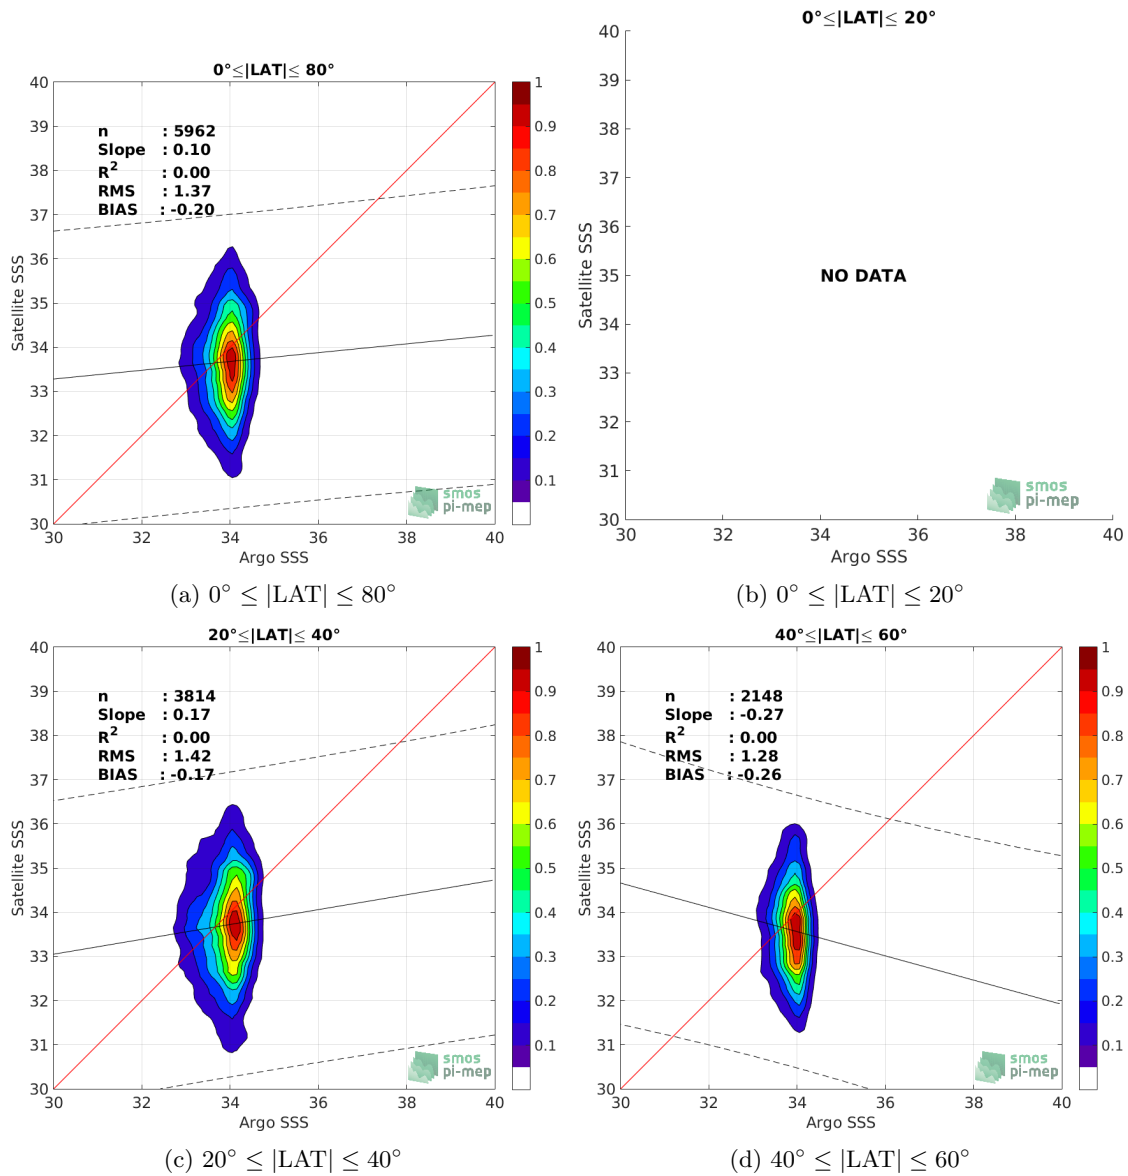 0°≤|LAT|≤ 80°
40
39
38
37
36
35
34
33
32
31
30
Satellite SSS
n : 5962
Slope : 0.10
R² : 0.00
RMS : 1.37
BIAS : -0.20
1
0.9
0.8
0.7
0.6
0.5
0.4
0.3
0.2
0.1
smos
pi-mep
30 32 34 36 38 40
Argo SSS
(a) 0° ≤ |LAT| ≤ 80°
0°≤|LAT|≤ 20°
40
39
38
37
36
35
34
33
32
31
30
Satellite SSS
NO DATA
smos
pi-mep
30 32 34 36 38 40
Argo SSS
(b) 0° ≤ |LAT| ≤ 20°
20°≤|LAT|≤ 40°
40
39
38
37
36
35
34
33
32
31
30
Satellite SSS
n : 3814
Slope : 0.17
R² : 0.00
RMS : 1.42
BIAS : -0.17
1
0.9
0.8
0.7
0.6
0.5
0.4
0.3
0.2
0.1
smos
pi-mep
30 32 34 36 38 40
Argo SSS
(c) 20° ≤ |LAT| ≤ 40°
40°≤|LAT|≤ 60°
40
39
38
37
36
35
34
33
32
31
30
Satellite SSS
n : 2148
Slope : -0.27
R² : 0.00
RMS : 1.28
BIAS : -0.26
1
0.9
0.8
0.7
0.6
0.5
0.4
0.3
0.2
0.1
smos
pi-mep
30 32 34 36 38 40
Argo SSS
(d) 40° ≤ |LAT| ≤ 60°